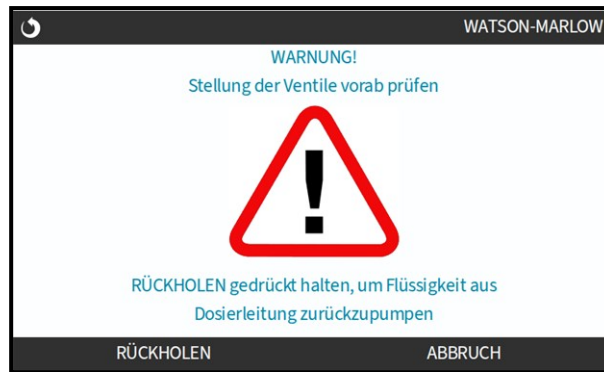 WATSON-MARLOW
WARNUNG!
Stellung der Ventile vorab prüfen
!
RÜCKHOLEN gedrückt halten, um Flüssigkeit aus
Dosierleitung zurückzupumpen
RÜCKHOLEN ABBRUCH